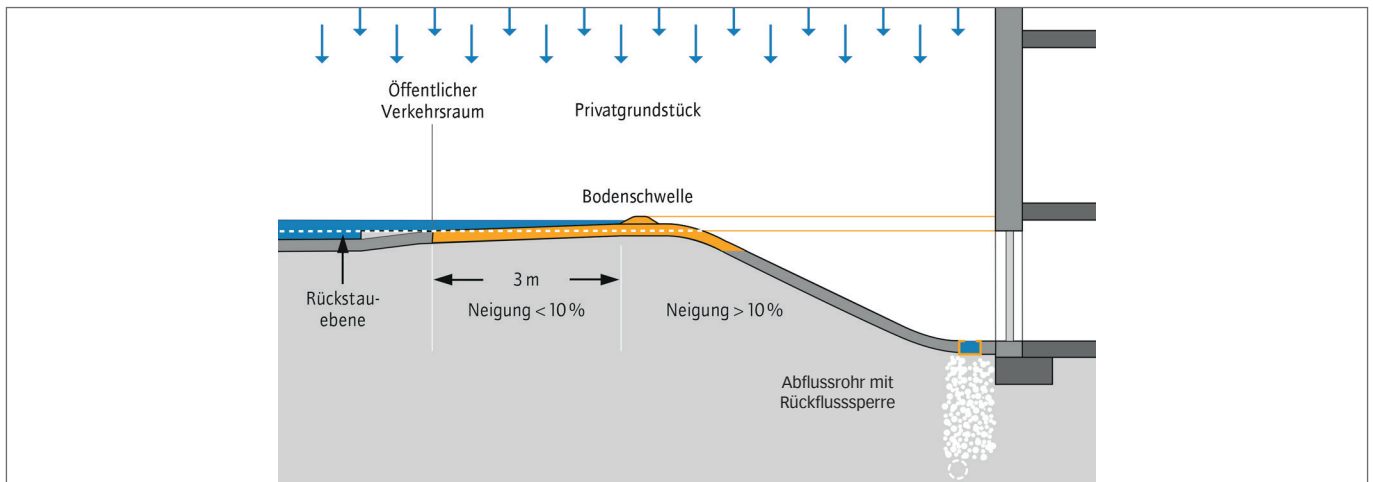 Öffentlicher
Verkehrsraum
Privatgrundstück
Bodenschwelle
Rückstau-
ebene
3 m
Neigung < 10 %
Neigung > 10 %
Abflussrohr mit
Rückflusssperre